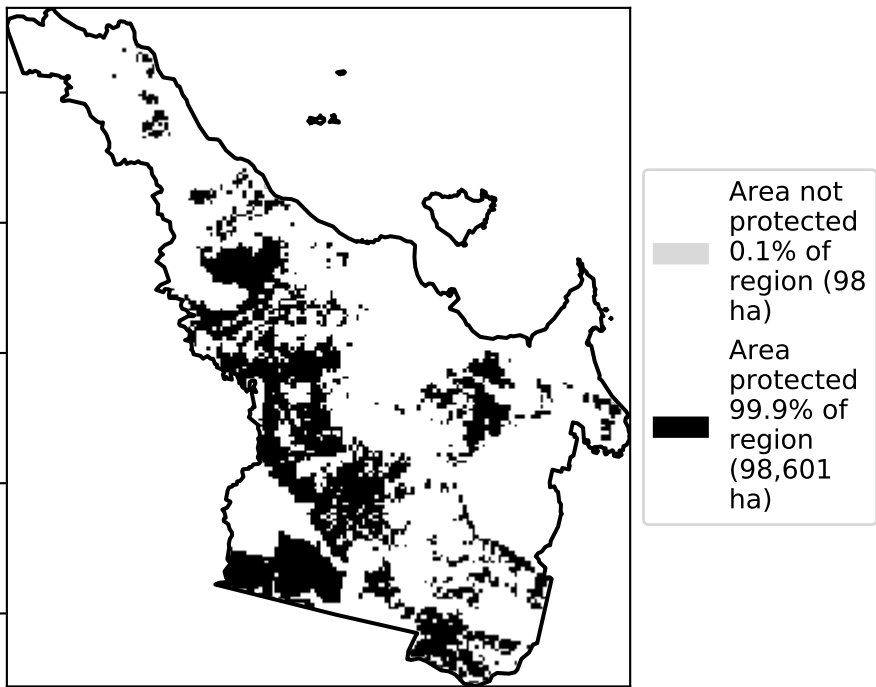 Area not
protected
0.1% of
region (98
ha)
Area
protected
99.9% of
region
(98,601
ha)